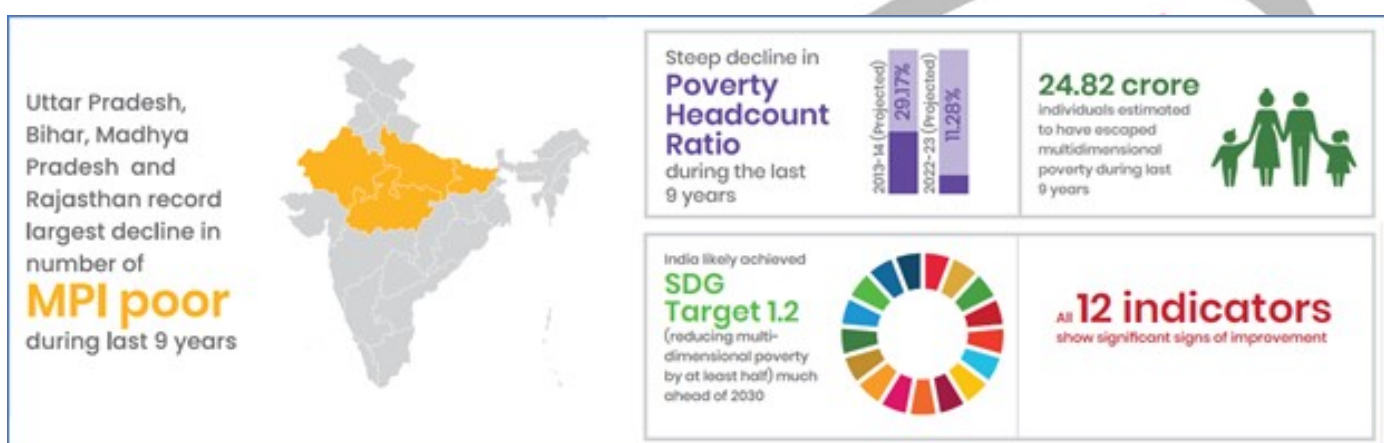 Uttar Pradesh,
Bihar, Madhya
Pradesh and
Rajasthan record
largest decline in
number of
MPI poor
during last 9 years
Steep decline in
Poverty
Headcount
Ratio
during the last
9 years
2013-14 (Projected)
29.17%
2022-23 (Projected)
11.28%
24.82 crore
individuals estimated
to have escaped
multidimensional
poverty during last
9 years
India likely achieved
SDG
Target 1.2
(reducing multi-
dimensional poverty
by at least half) much
ahead of 2030
All 12 indicators
show significant signs of improvement